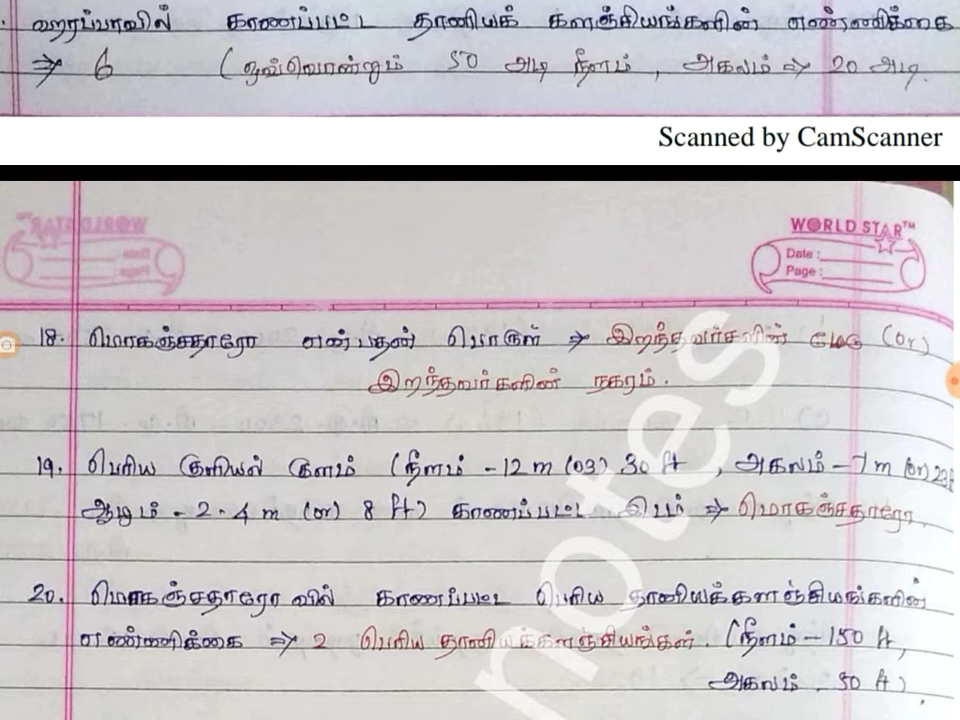 ஹரப்பாவில் காணப்பட்ட தானியக் களஞ்சியங்களின் எண்ணிக்கை
⇒ 6 (ஒவ்வொன்றும் 50 அடி நீளம், அகலம் ⇒ 20 அடி.
Scanned by CamScanner
WORLD STAR™
Date :
Page :
18. மொகஞ்சதாரோ என்பதன் பொருள் ⇒ இறந்தவர்களின் மேடு (or)
இறந்தவர்களின் நகரம்.
19. பெரிய குளியல் குளம் (நீளம் - 12 m (or) 30 ft, அகலம் - 7 m (or) 23 f
ஆழம் - 2.4 m (or) 8 ft) காணப்பட்ட இடம் ⇒ மொகஞ்சதாரோ.
20. மொகஞ்சதாரோவில் காணப்பட்ட பெரிய தானியக்களஞ்சியங்களின்
எண்ணிக்கை ⇒ 2 பெரிய தானியக்களஞ்சியங்கள். (நீளம் - 150 ft,
அகலம் - 50 ft)
notes